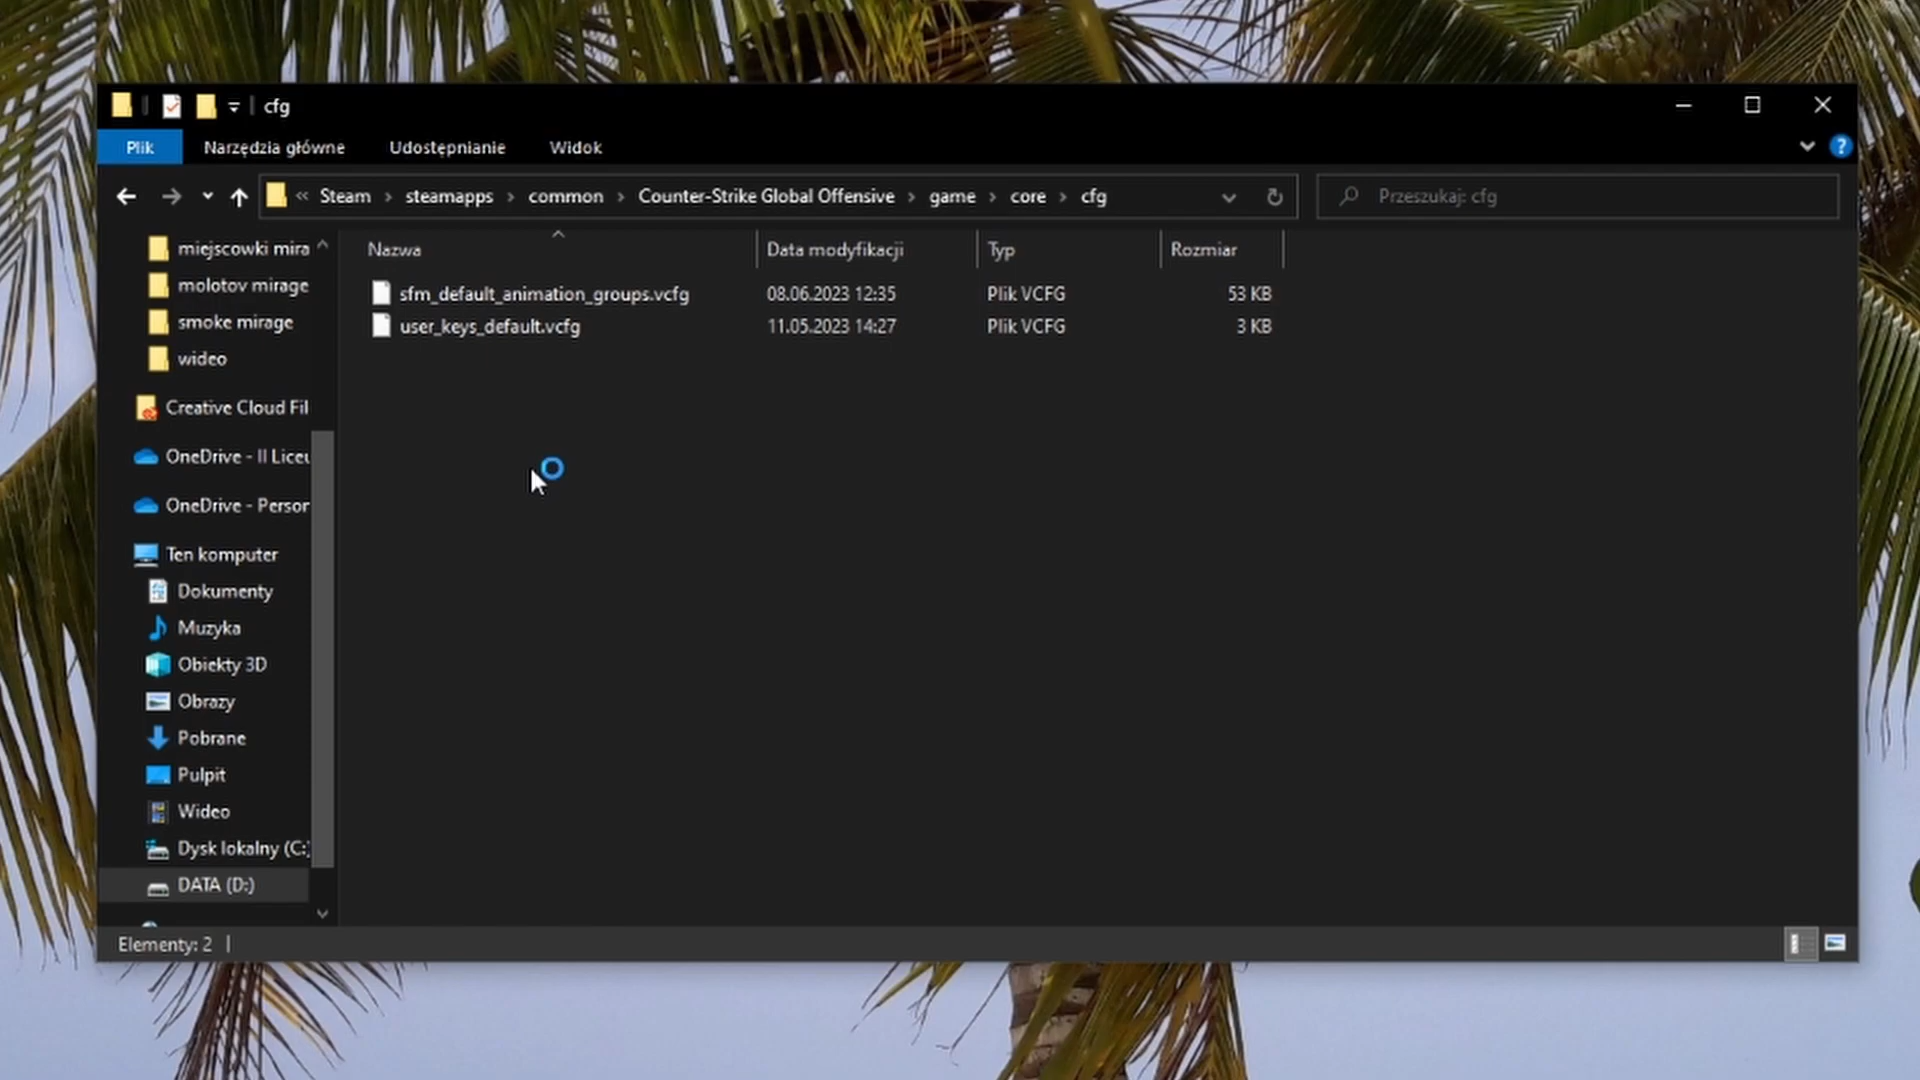 cfg
Plik Narzędzia główne Udostępnianie Widok
« Steam › steamapps › common › Counter-Strike Global Offensive › game › core › cfg
Przeszukaj: cfg
miejscowki mira
molotov mirage
smoke mirage
wideo
Creative Cloud Fil
OneDrive - II Liceu
OneDrive - Person
Ten komputer
Dokumenty
Muzyka
Obiekty 3D
Obrazy
Pobrane
Pulpit
Wideo
Dysk lokalny (C:)
DATA (D:)
Nazwa Data modyfikacji Typ Rozmiar
sfm_default_animation_groups.vcfg 08.06.2023 12:35 Plik VCFG 53 KB
user_keys_default.vcfg 11.05.2023 14:27 Plik VCFG 3 KB
Elementy: 2